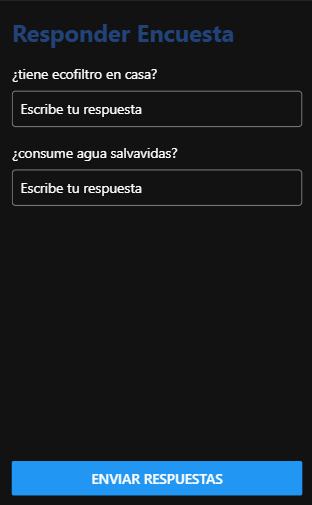 Responder Encuesta
¿tiene ecofiltro en casa?
Escribe tu respuesta
¿consume agua salvavidas?
Escribe tu respuesta
ENVIAR RESPUESTAS